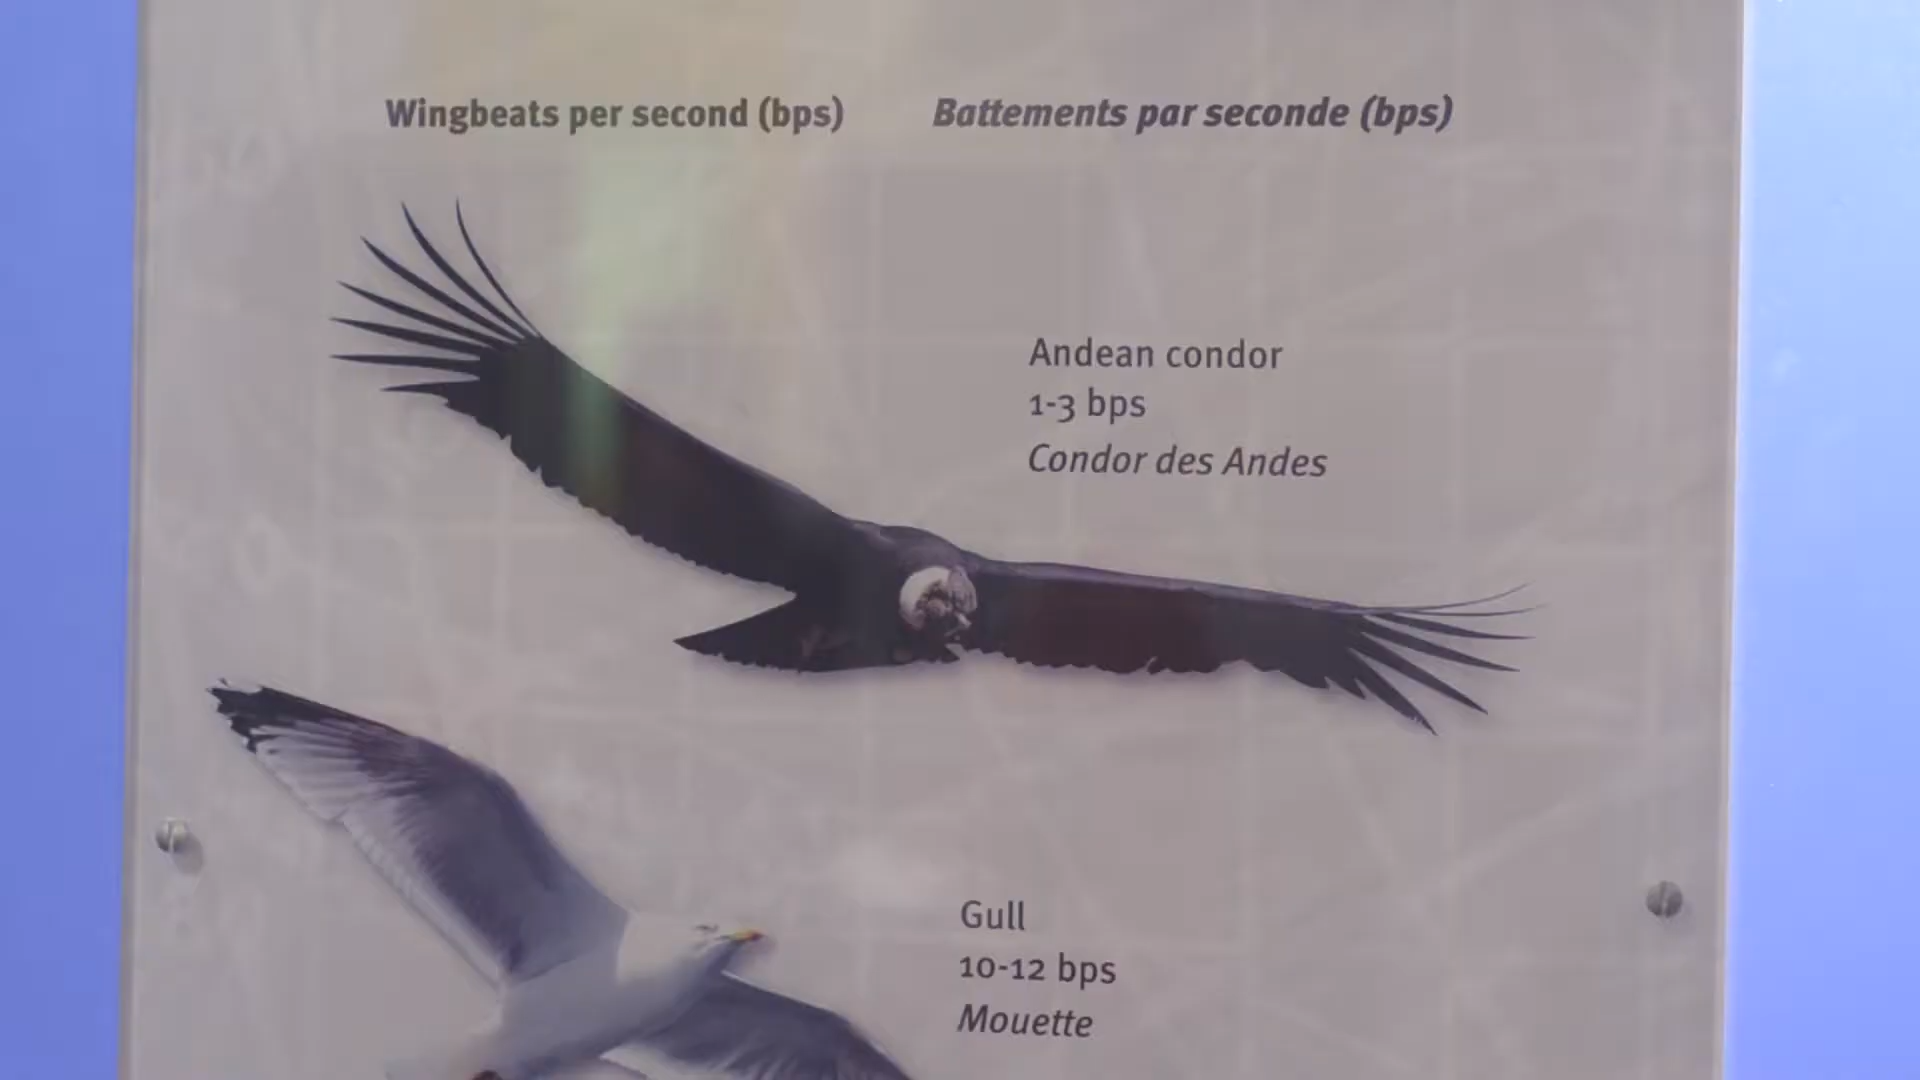 Wingbeats per second (bps)
Battements par seconde (bps)
Andean condor
1-3 bps
Condor des Andes
Gull
10-12 bps
Mouette